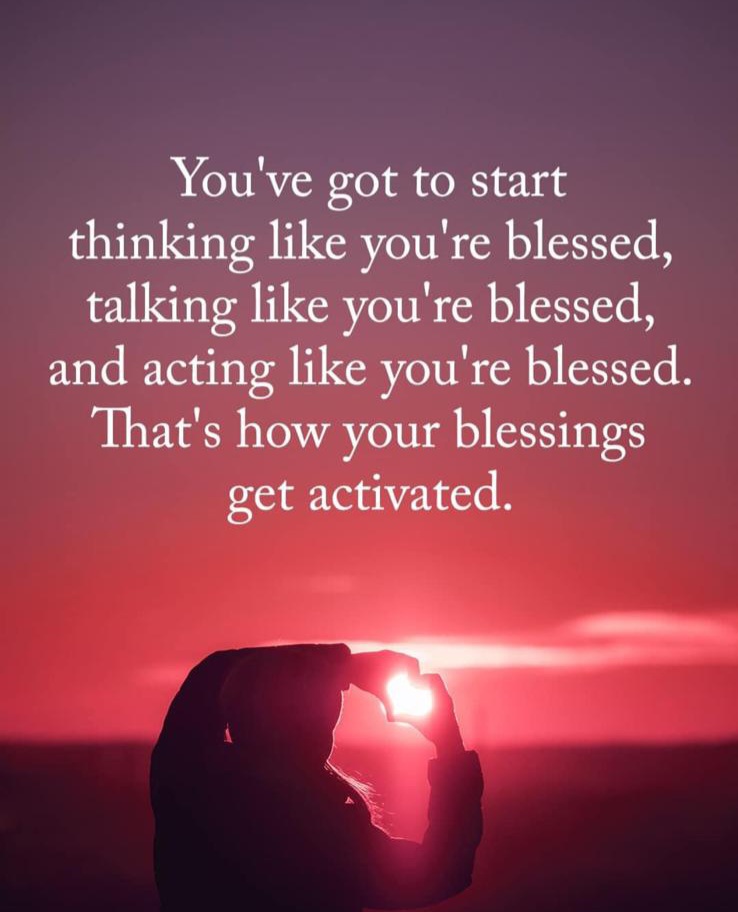 You've got to start
thinking like you're blessed,
talking like you're blessed,
and acting like you're blessed.
That's how your blessings
get activated.